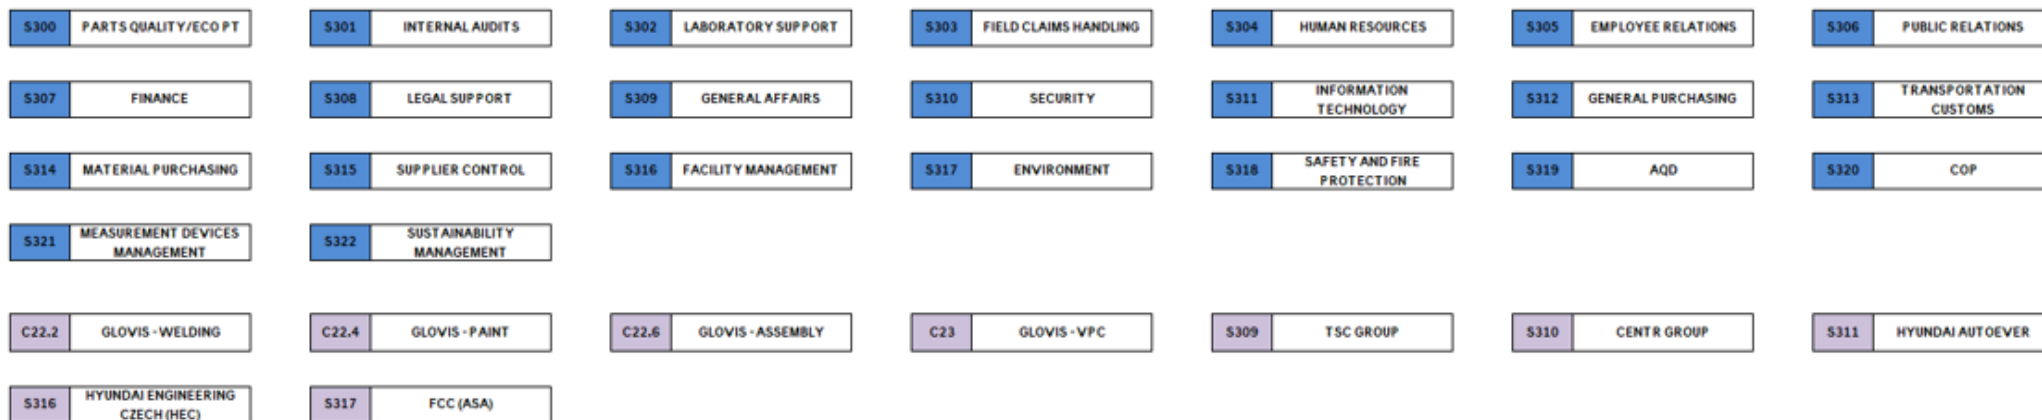 S300 PARTS QUALITY/ECO PT S301 INTERNAL AUDITS S302 LABORATORY SUPPORT S303 FIELD CLAIMS HANDLING S304 HUMAN RESOURCES S305 EMPLOYEE RELATIONS S306 PUBLIC RELATIONS
S307 FINANCE S308 LEGAL SUPPORT S309 GENERAL AFFAIRS S310 SECURITY S311 INFORMATION TECHNOLOGY S312 GENERAL PURCHASING S313 TRANSPORTATION CUSTOMS
S314 MATERIAL PURCHASING S315 SUPPLIER CONTROL S316 FACILITY MANAGEMENT S317 ENVIRONMENT S318 SAFETY AND FIRE PROTECTION S319 AQD S320 COP
S321 MEASUREMENT DEVICES MANAGEMENT S322 SUSTAINABILITY MANAGEMENT
C22.2 GLOVIS - WELDING C22.4 GLOVIS - PAINT C22.6 GLOVIS - ASSEMBLY C23 GLOVIS - VPC S309 TSC GROUP S310 CENTR GROUP S311 HYUNDAI AUTOEVER
S316 HYUNDAI ENGINEERING CZECH (HEC) S317 FCC (ASA)